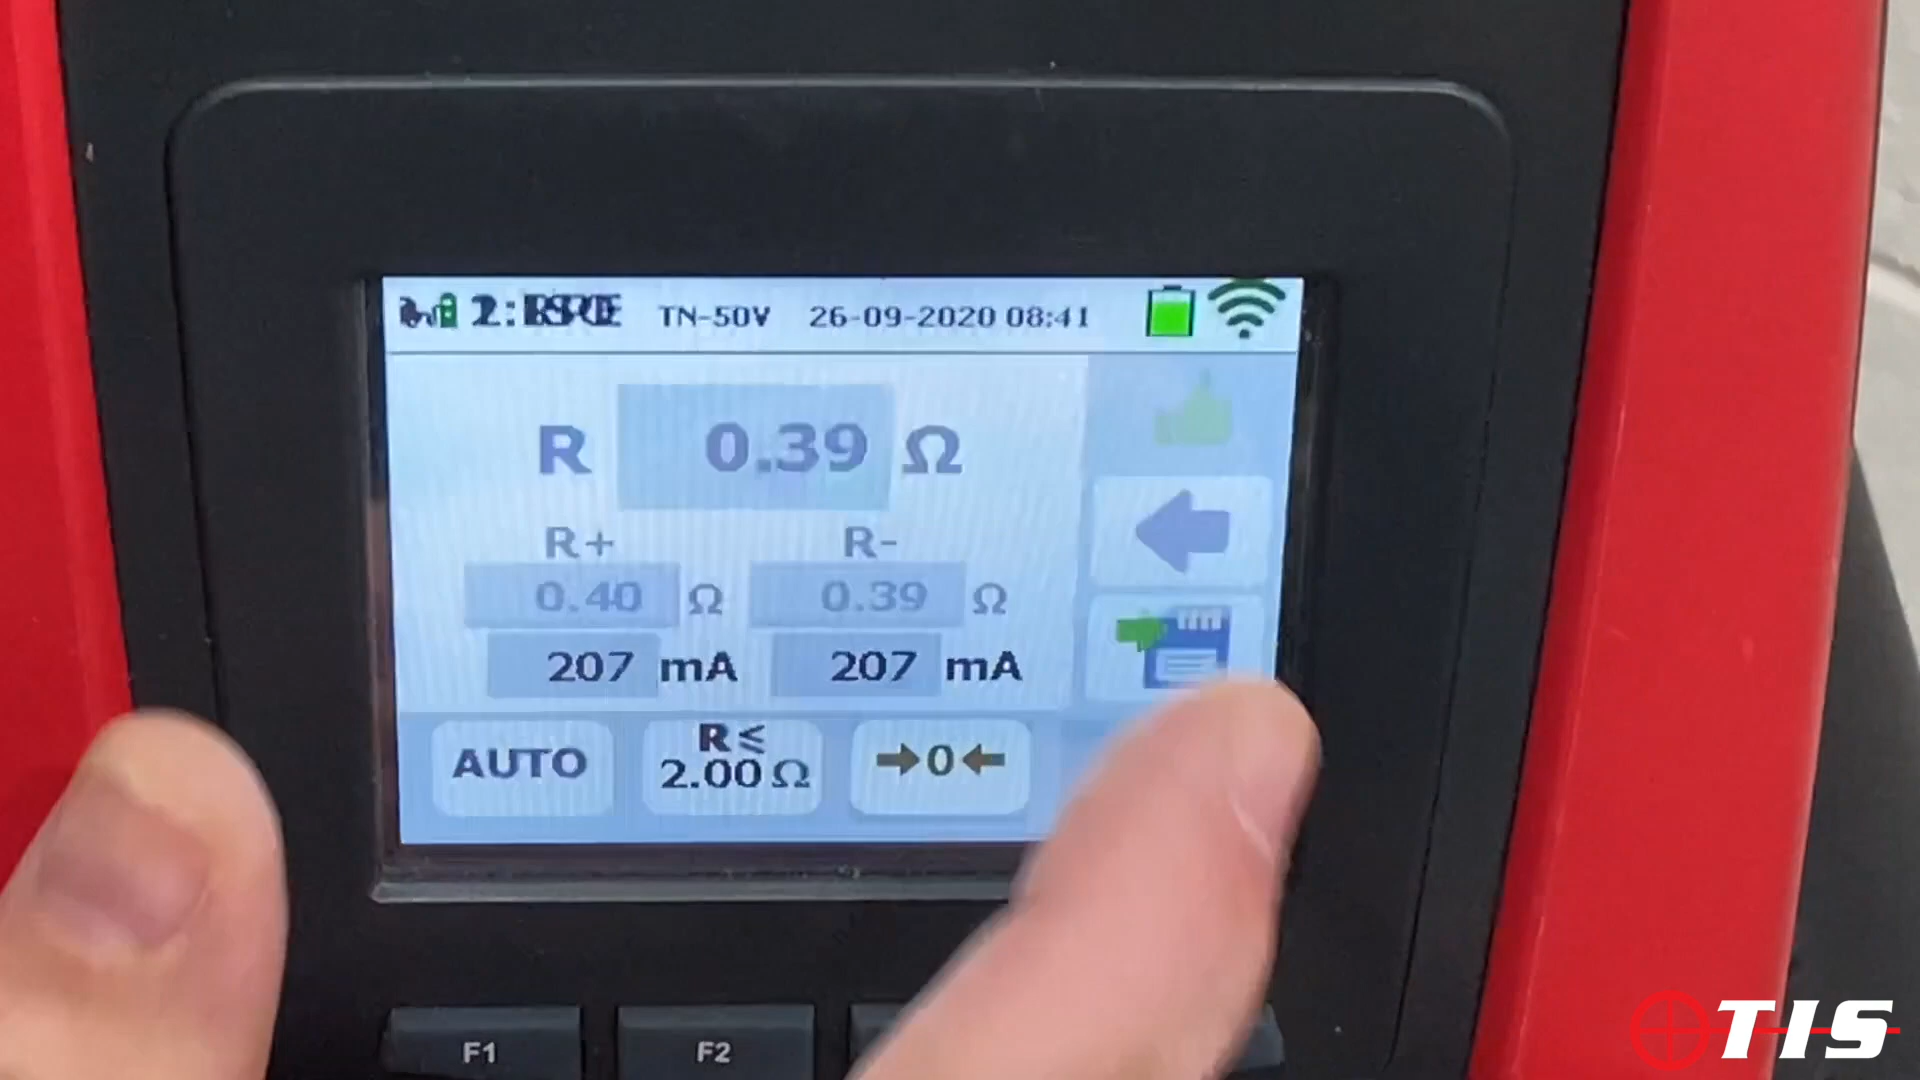 TN-50V 26-09-2020 08:41
R 0.39 Ω
R+ R-
0.40 Ω 0.39 Ω
207 mA 207 mA
AUTO R≤ 2.00Ω →0←
F1 F2
TIS